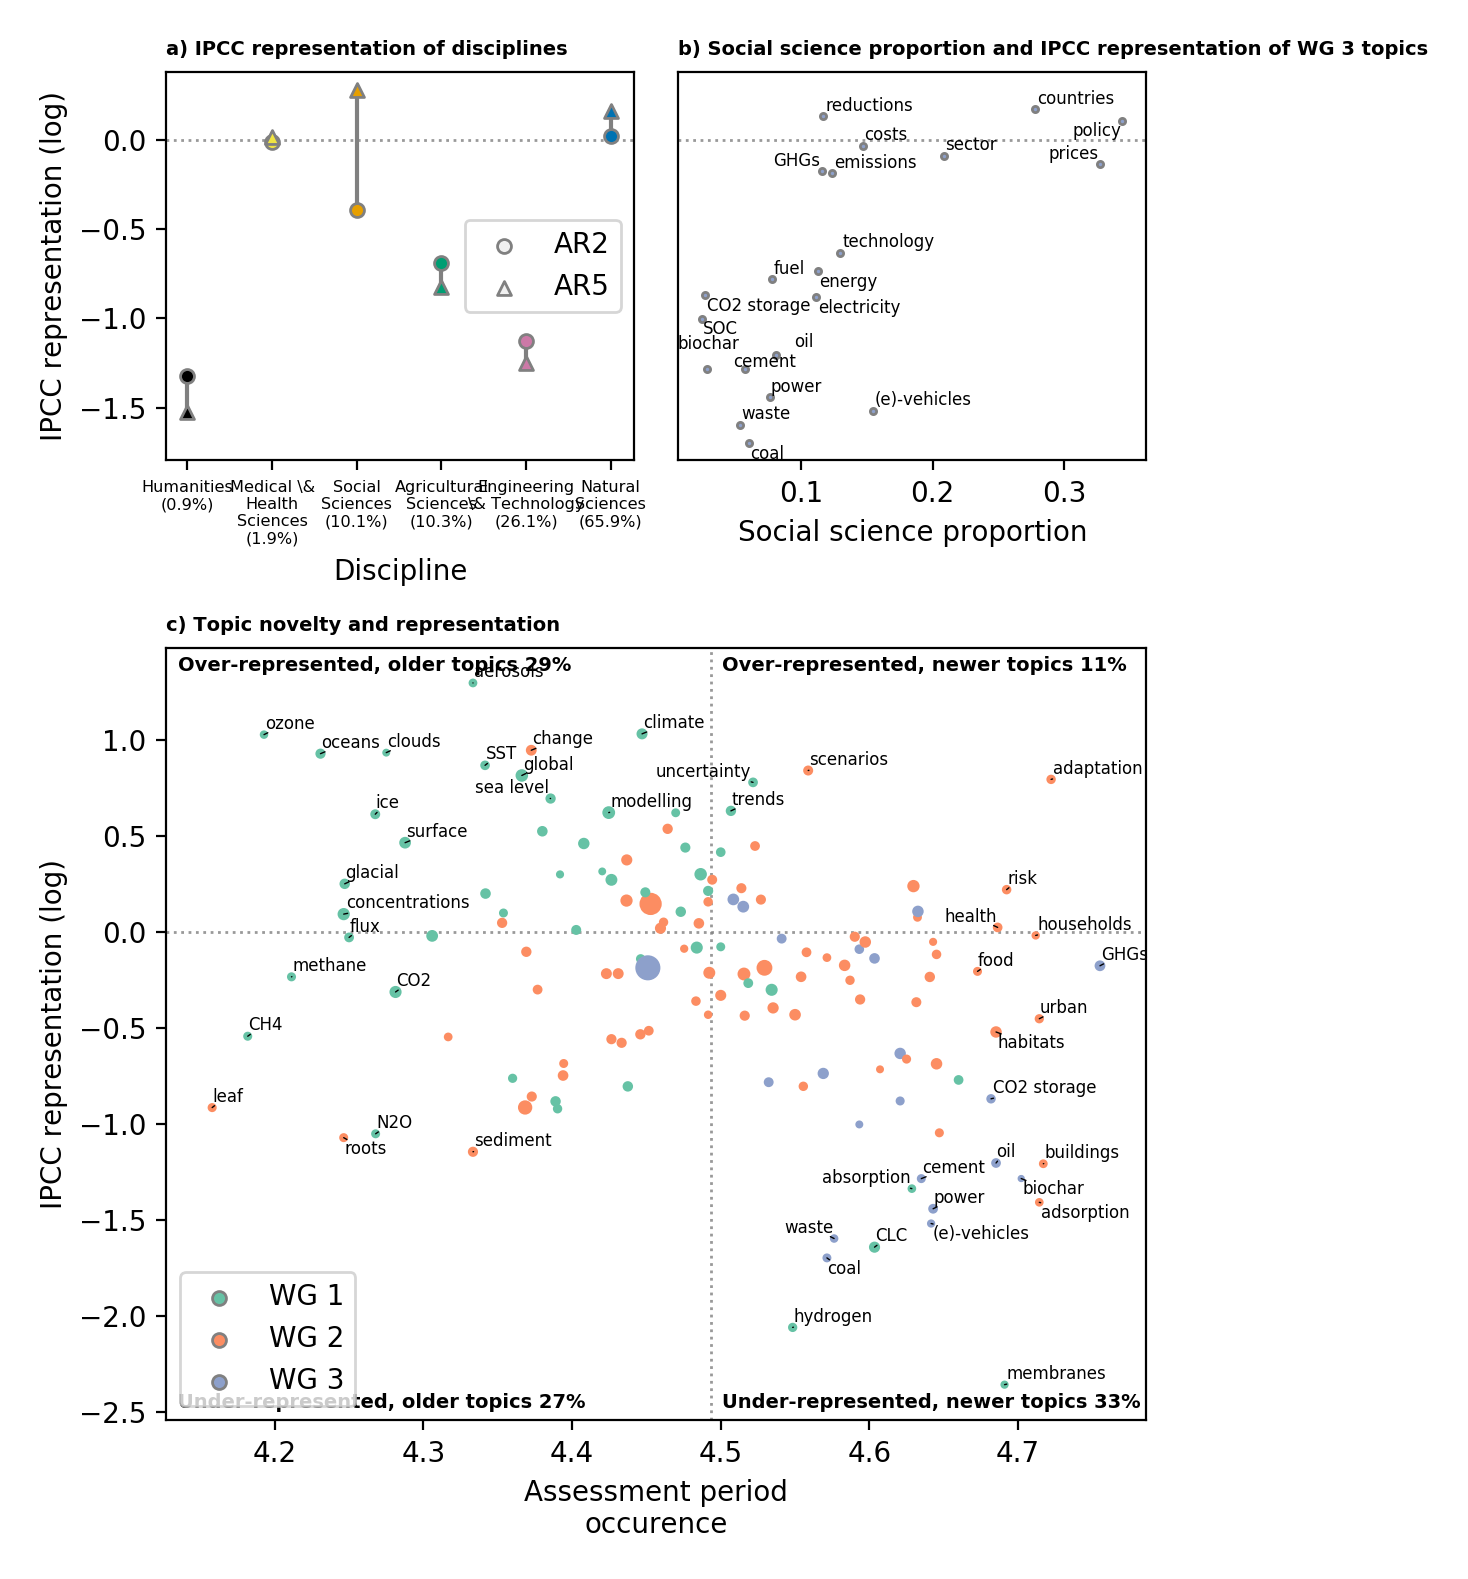 a) IPCC representation of disciplines
IPCC representation (log)
0.0
−0.5
−1.0
−1.5
AR2
AR5
Humanities
(0.9%)
Medical \&
Health
Sciences
(1.9%)
Social
Sciences
(10.1%)
Agricultural
Sciences
(10.3%)
Engineering
\& Technology
(26.1%)
Natural
Sciences
(65.9%)
Discipline
b) Social science proportion and IPCC representation of WG 3 topics
countries
reductions
policy
costs
sector
prices
GHGs
emissions
technology
fuel
energy
CO2 storage
electricity
SOC
biochar
oil
cement
power
(e)-vehicles
waste
coal
0.1
0.2
0.3
Social science proportion
c) Topic novelty and representation
IPCC representation (log)
Over-represented, older topics 29%
Over-represented, newer topics 11%
aerosols
ozone
oceans
clouds
change
climate
SST
global
uncertainty
scenarios
adaptation
sea level
modelling
trends
ice
surface
glacial
risk
concentrations
flux
health
households
methane
food
GHGs
CO2
urban
CH4
habitats
leaf
CO2 storage
N2O
roots
sediment
oil
buildings
absorption
cement
biochar
power
adsorption
waste
CLC
(e)-vehicles
coal
hydrogen
membranes
1.0
0.5
0.0
−0.5
−1.0
−1.5
−2.0
−2.5
WG 1
WG 2
WG 3
Under-represented, older topics 27%
Under-represented, newer topics 33%
4.2
4.3
4.4
4.5
4.6
4.7
Assessment period
occurence